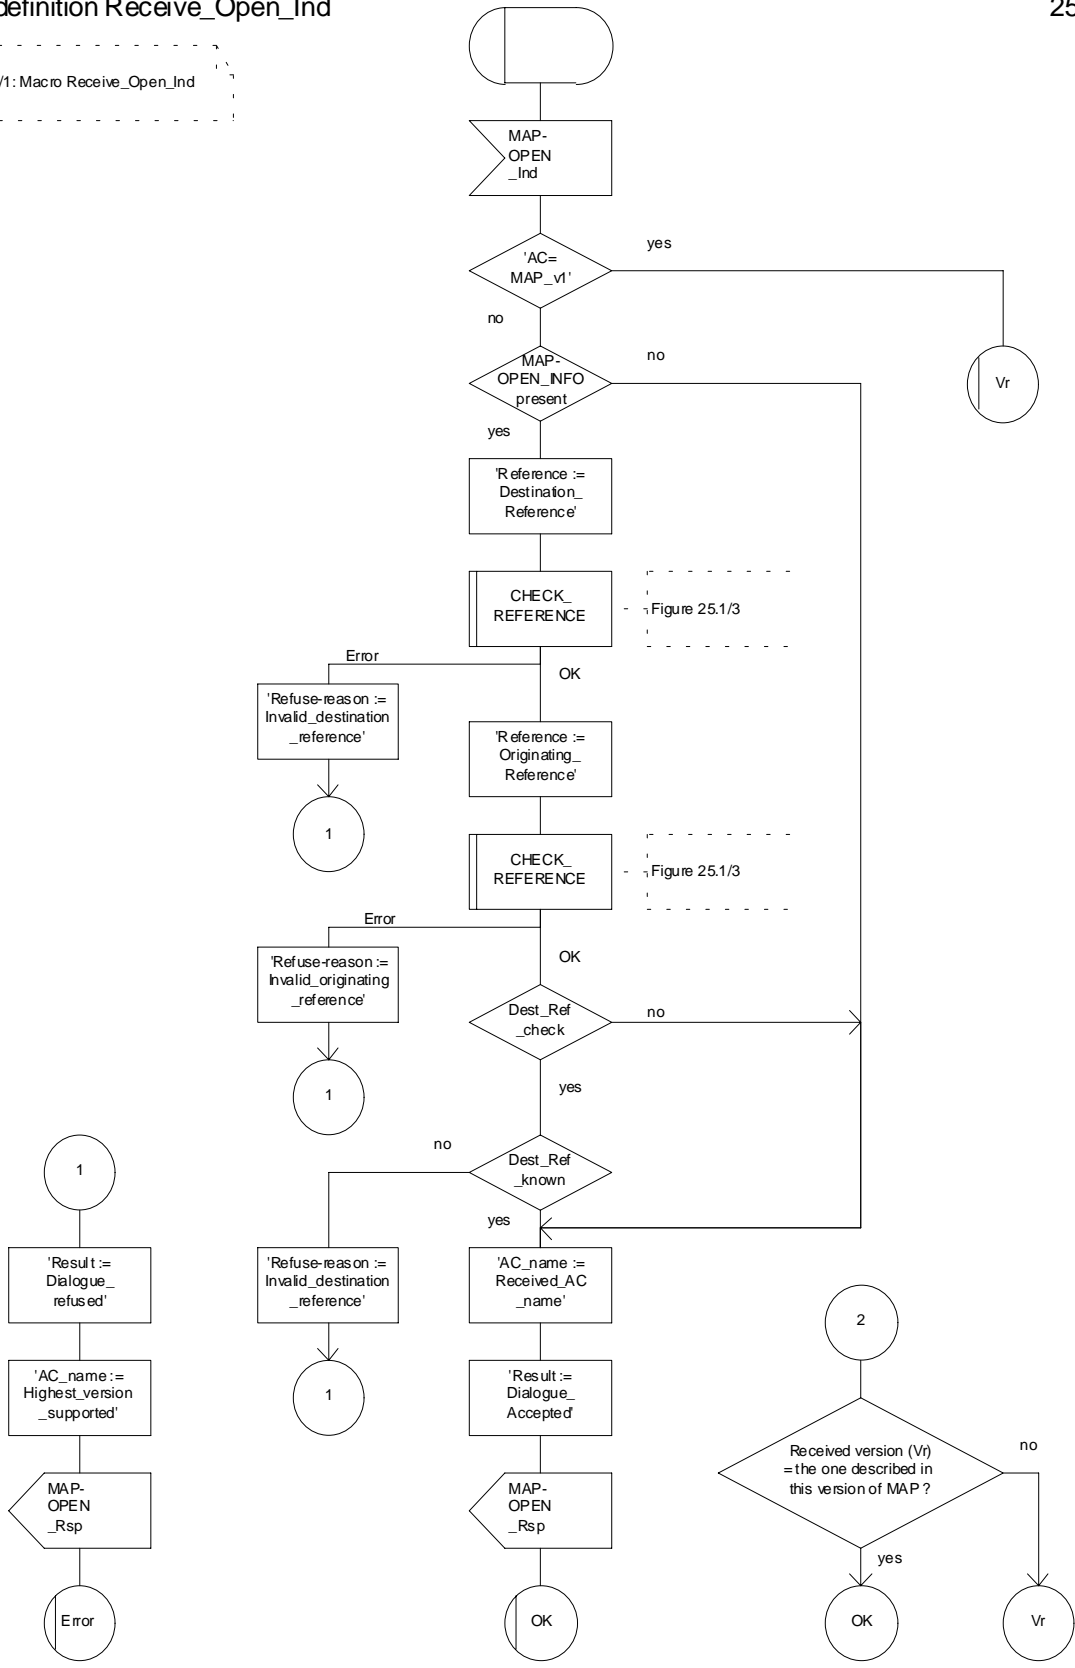 definition Receive_Open_Ind
25
/1: Macro Receive_Open_Ind
MAP-
OPEN
_Ind
'AC=
MAP_v1'
yes
no
MAP-
OPEN_INFO
present
no
yes
Vr
'Reference :=
Destination_
Reference'
CHECK_
REFERENCE
Figure 25.1/3
Error
OK
'Refuse-reason :=
Invalid_destination
_reference'
1
'Reference :=
Originating_
Reference'
CHECK_
REFERENCE
Figure 25.1/3
Error
OK
'Refuse-reason :=
Invalid_originating
_reference'
1
Dest_Ref
_check
no
yes
Dest_Ref
_known
no
yes
1
'Result :=
Dialogue_
refused'
'AC_name :=
Highest_version
_supported'
MAP-
OPEN
_Rsp
Error
'Refuse-reason :=
Invalid_destination
_reference'
1
'AC_name :=
Received_AC
_name'
'Result :=
Dialogue_
Accepted'
MAP-
OPEN
_Rsp
OK
2
Received version (Vr)
= the one described in
this version of MAP ?
no
yes
OK
Vr